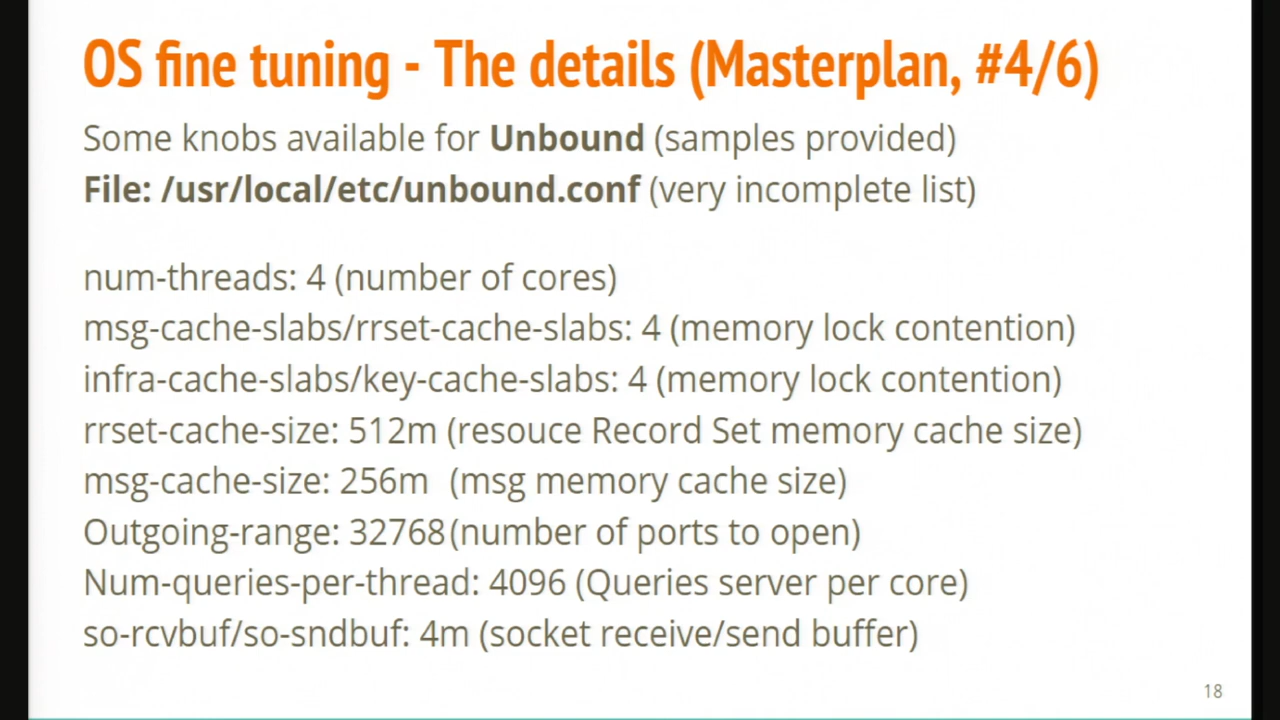 OS fine tuning - The details (Masterplan, #4/6)
Some knobs available for Unbound (samples provided)
File: /usr/local/etc/unbound.conf (very incomplete list)
num-threads: 4 (number of cores)
msg-cache-slabs/rrset-cache-slabs: 4 (memory lock contention)
infra-cache-slabs/key-cache-slabs: 4 (memory lock contention)
rrset-cache-size: 512m (resouce Record Set memory cache size)
msg-cache-size: 256m (msg memory cache size)
Outgoing-range: 32768(number of ports to open)
Num-queries-per-thread: 4096 (Queries server per core)
so-rcvbuf/so-sndbuf: 4m (socket receive/send buffer)
18